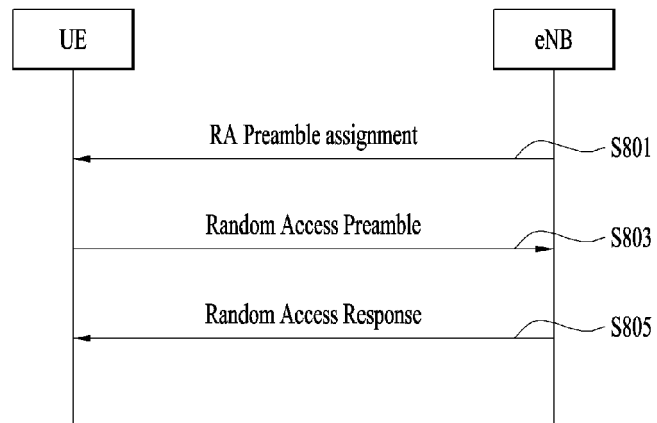 UE
eNB
RA Preamble assignment
S801
Random Access Preamble
S803
Random Access Response
S805